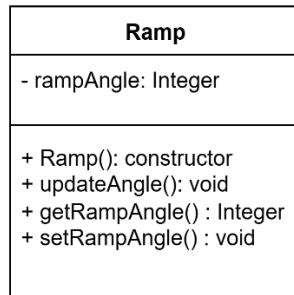 Ramp
- rampAngle: Integer
+ Ramp(): constructor
+ updateAngle(): void
+ getRampAngle() : Integer
+ setRampAngle() : void